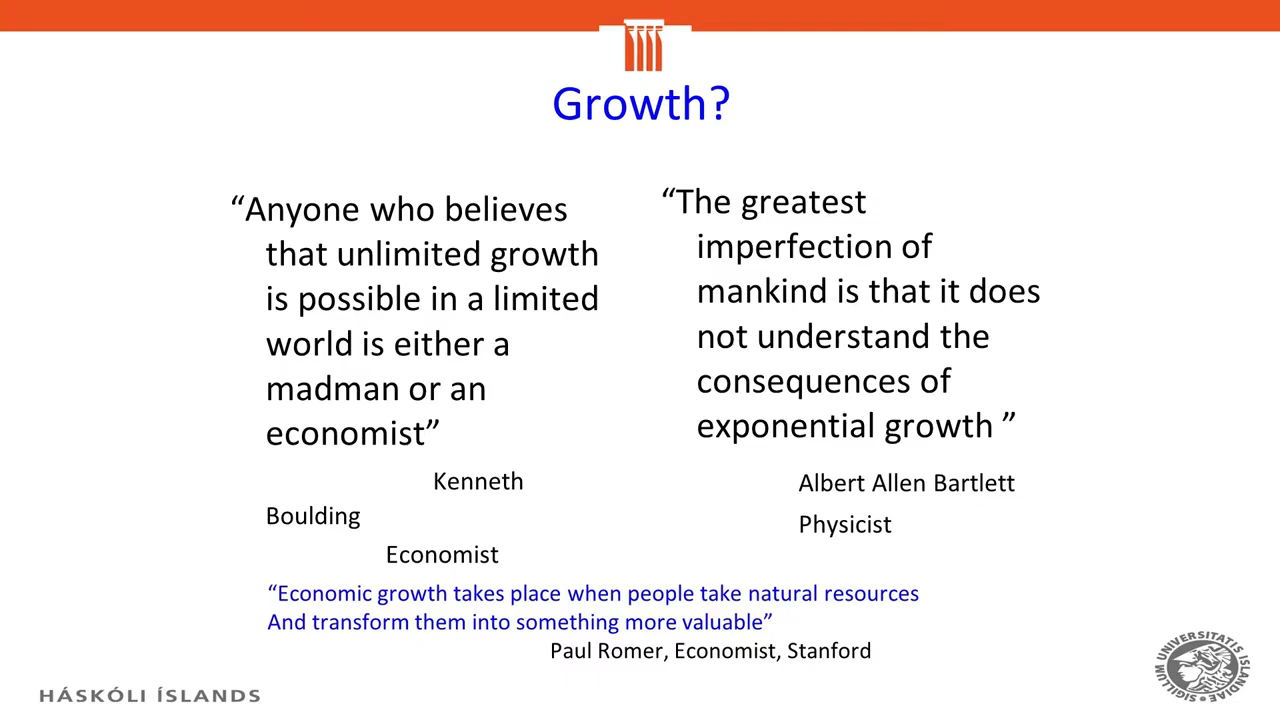 Growth?
“Anyone who believes
that unlimited growth
is possible in a limited
world is either a
madman or an
economist”
Kenneth
Boulding
Economist
“The greatest
imperfection of
mankind is that it does
not understand the
consequences of
exponential growth ”
Albert Allen Bartlett
Physicist
“Economic growth takes place when people take natural resources
And transform them into something more valuable”
Paul Romer, Economist, Stanford
HÁSKÓLI ÍSLANDS
SIGILLUM UNIVERSITATIS ISLANDIAE